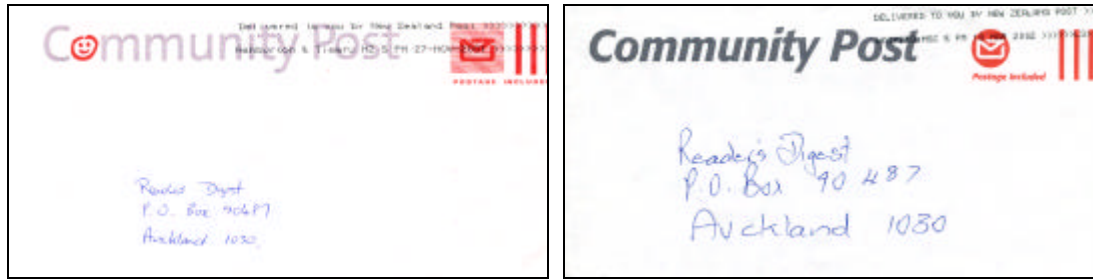 Delivered to you by New Zealand Post >>>>>>>
Community Post
POSTAGE INCLUDED
Readers Digest
P.O. Box 90487
Auckland 1030
DELIVERED TO YOU BY NEW ZEALAND POST >>
Community Post
Postage Included
Reader's Digest
P.O. Box 90 487
Auckland 1030